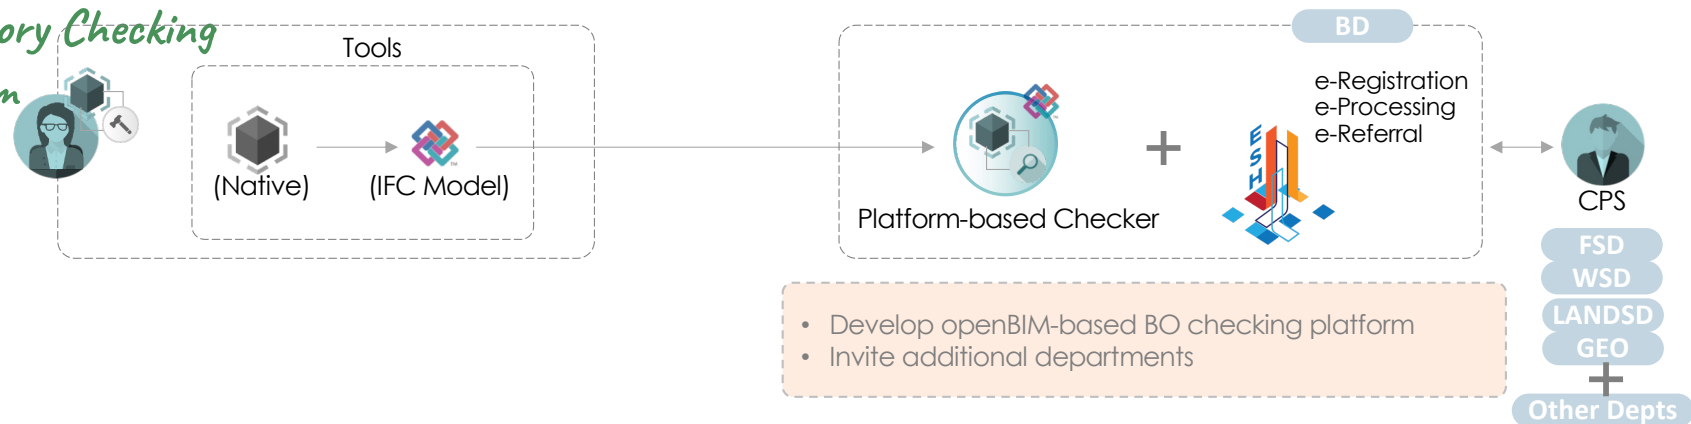 Checking
Tools
(Native)
(IFC Model)
BD
e-Registration
e-Processing
e-Referral
ESH
Platform-based Checker
CPS
FSD
WSD
LANDSD
GEO
Other Depts
• Develop openBIM-based BO checking platform
• Invite additional departments